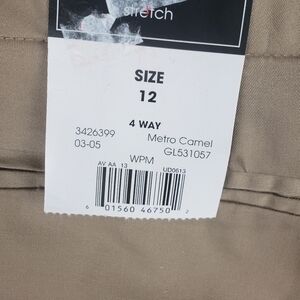 stretch
SIZE
12
4 WAY
3426399 Metro Camel
03-05 GL531057
WPM
AV AA 13 UD0613
6 01560 46750 2